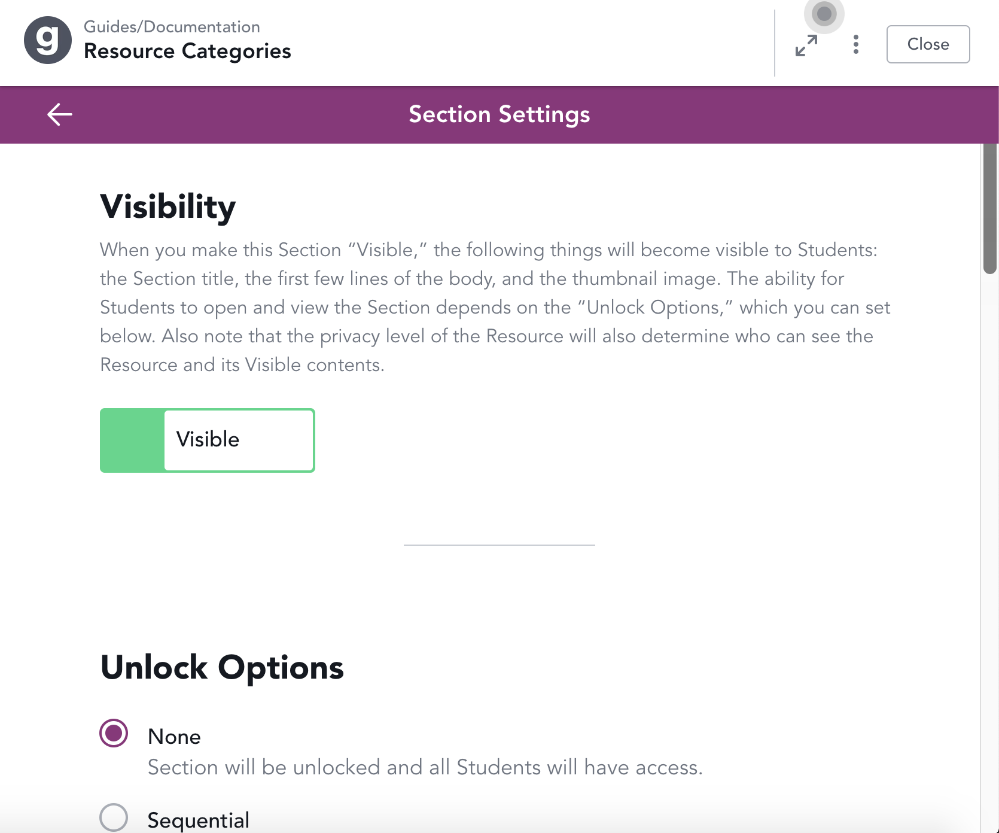 g
Guides/Documentation
Resource Categories
Close
Section Settings
Visibility
When you make this Section “Visible,” the following things will become visible to Students:
the Section title, the first few lines of the body, and the thumbnail image. The ability for
Students to open and view the Section depends on the “Unlock Options,” which you can set
below. Also note that the privacy level of the Resource will also determine who can see the
Resource and its Visible contents.
Visible
Unlock Options
None
Section will be unlocked and all Students will have access.
Sequential